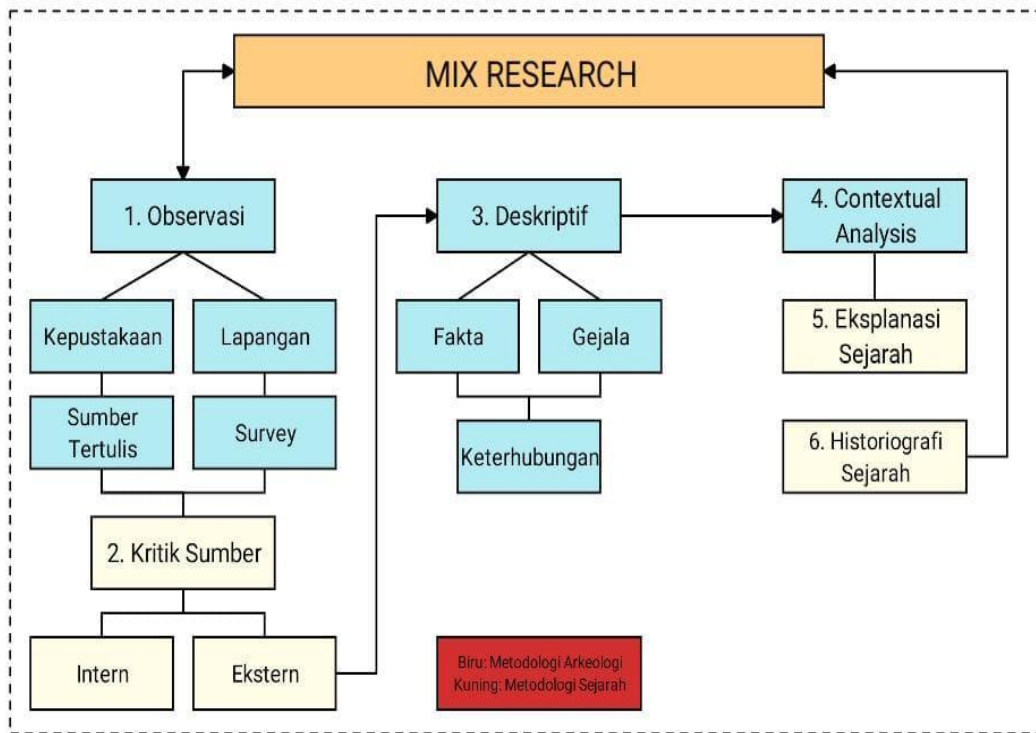 MIX RESEARCH
1. Observasi
3. Deskriptif
4. Contextual
Analysis
Kepustakaan
Lapangan
Fakta
Gejala
5. Eksplanasi
Sejarah
Sumber
Tertulis
Survey
Keterhubungan
6. Historiografi
Sejarah
2. Kritik Sumber
Intern
Ekstern
Biru: Metodologi Arkeologi
Kuning: Metodologi Sejarah